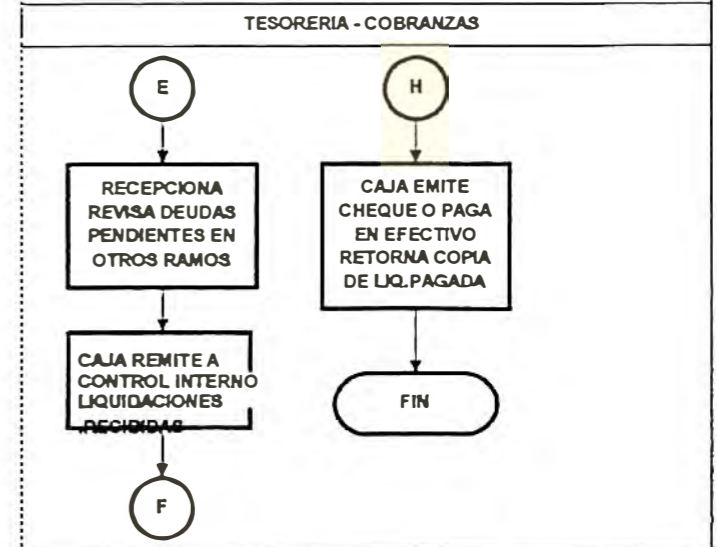 TESORERIA - COBRANZAS
E
RECEPCIONA
REVISA DEUDAS
PENDIENTES EN
OTROS RAMOS
CAJA REMITE A
CONTROL INTERNO
LIQUIDACIONES
F
H
CAJA EMITE
CHEQUE O PAGA
EN EFECTIVO
RETORNA COPIA
DE LIQ.PAGADA
FIN